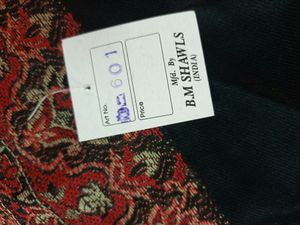 Mfd. By
B.M SHAWLS
(INDIA)
Art No.
601
Price